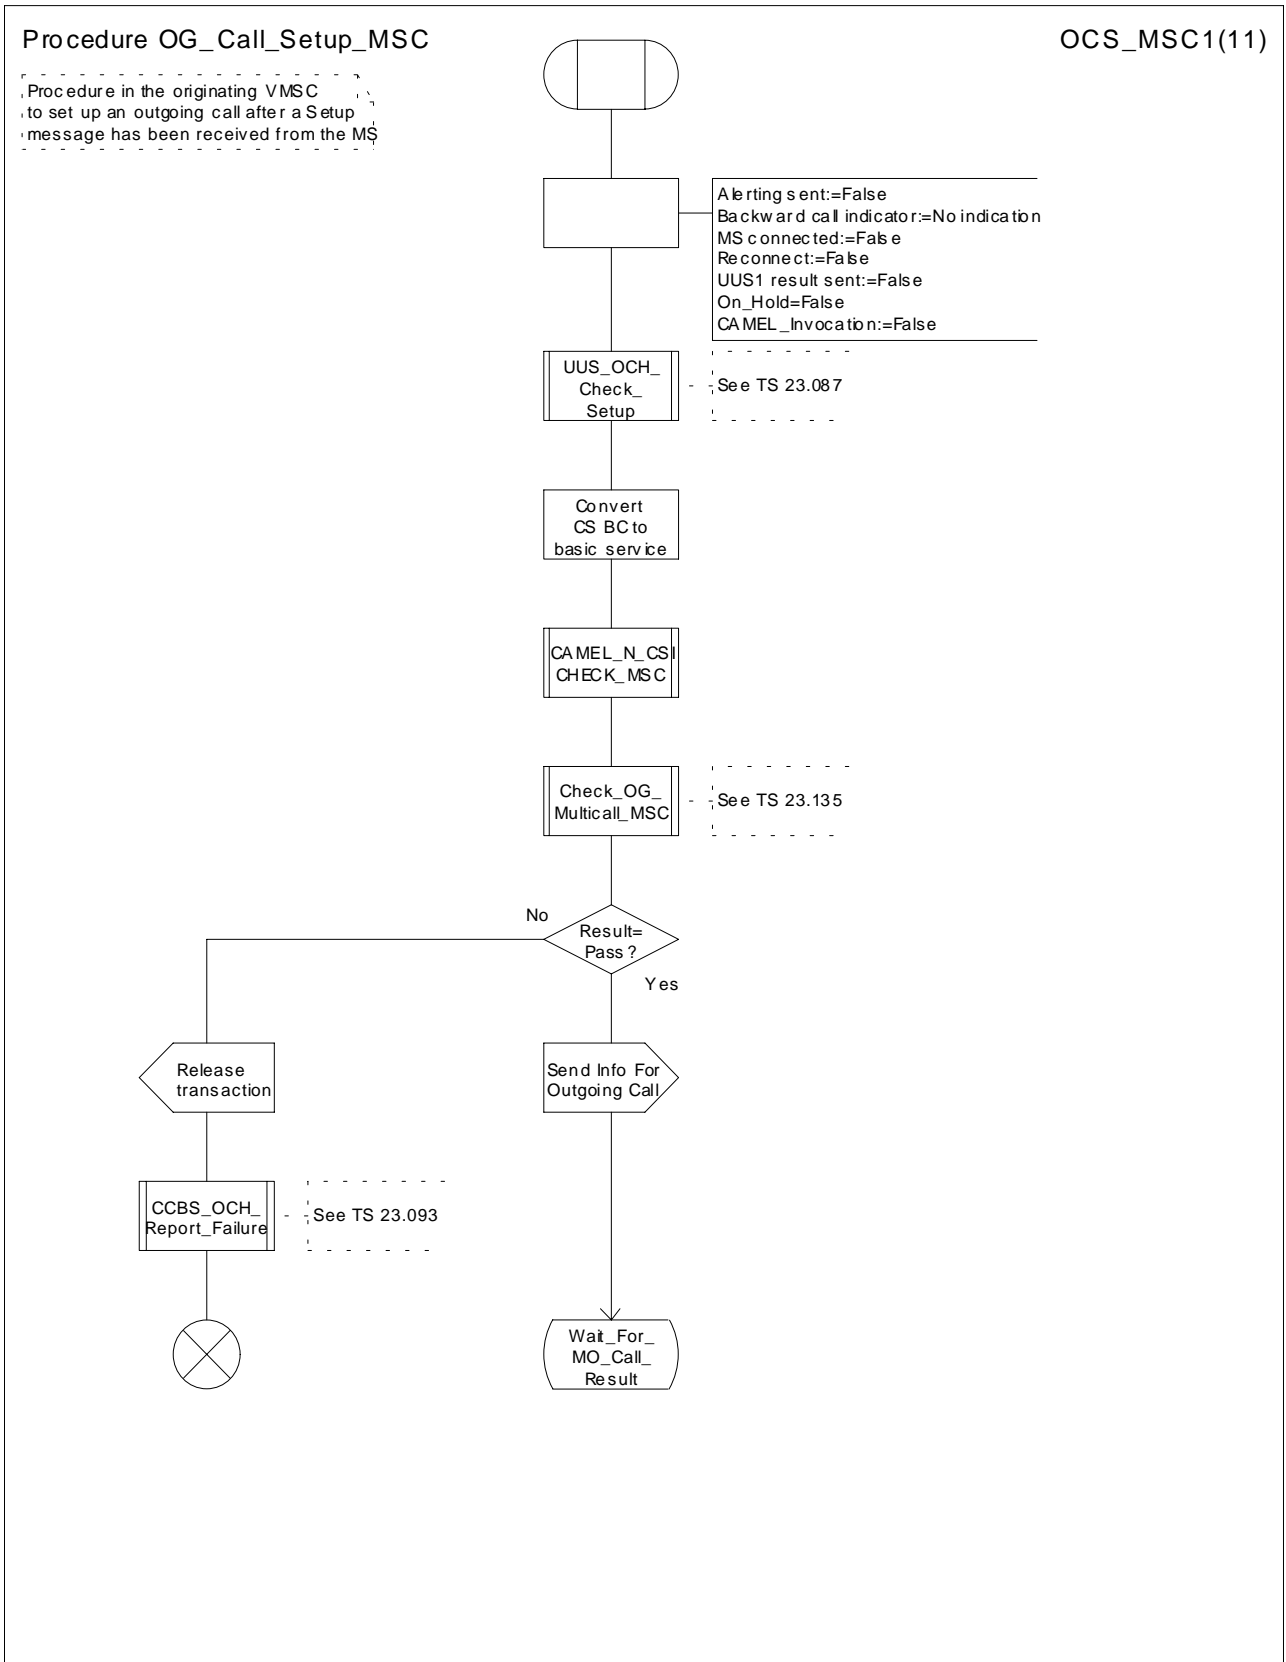 Procedure OG_Call_Setup_MSC
OCS_MSC1(11)
Procedure in the originating VMSC
to set up an outgoing call after a Setup
message has been received from the MS
Alerting sent:=False
Backward call indicator:=No indication
MS connected:=False
Reconnect:=False
UUS1 result sent:=False
On_Hold=False
CAMEL_Invocation:=False
UUS_OCH_
Check_
Setup
See TS 23.087
Convert
CS BC to
basic service
CAMEL_N_CSI
CHECK_MSC
Check_OG_
Multicall_MSC
See TS 23.135
No
Result=
Pass?
Yes
Release
transaction
Send Info For
Outgoing Call
CCBS_OCH_
Report_Failure
See TS 23.093
Wait_For_
MO_Call_
Result